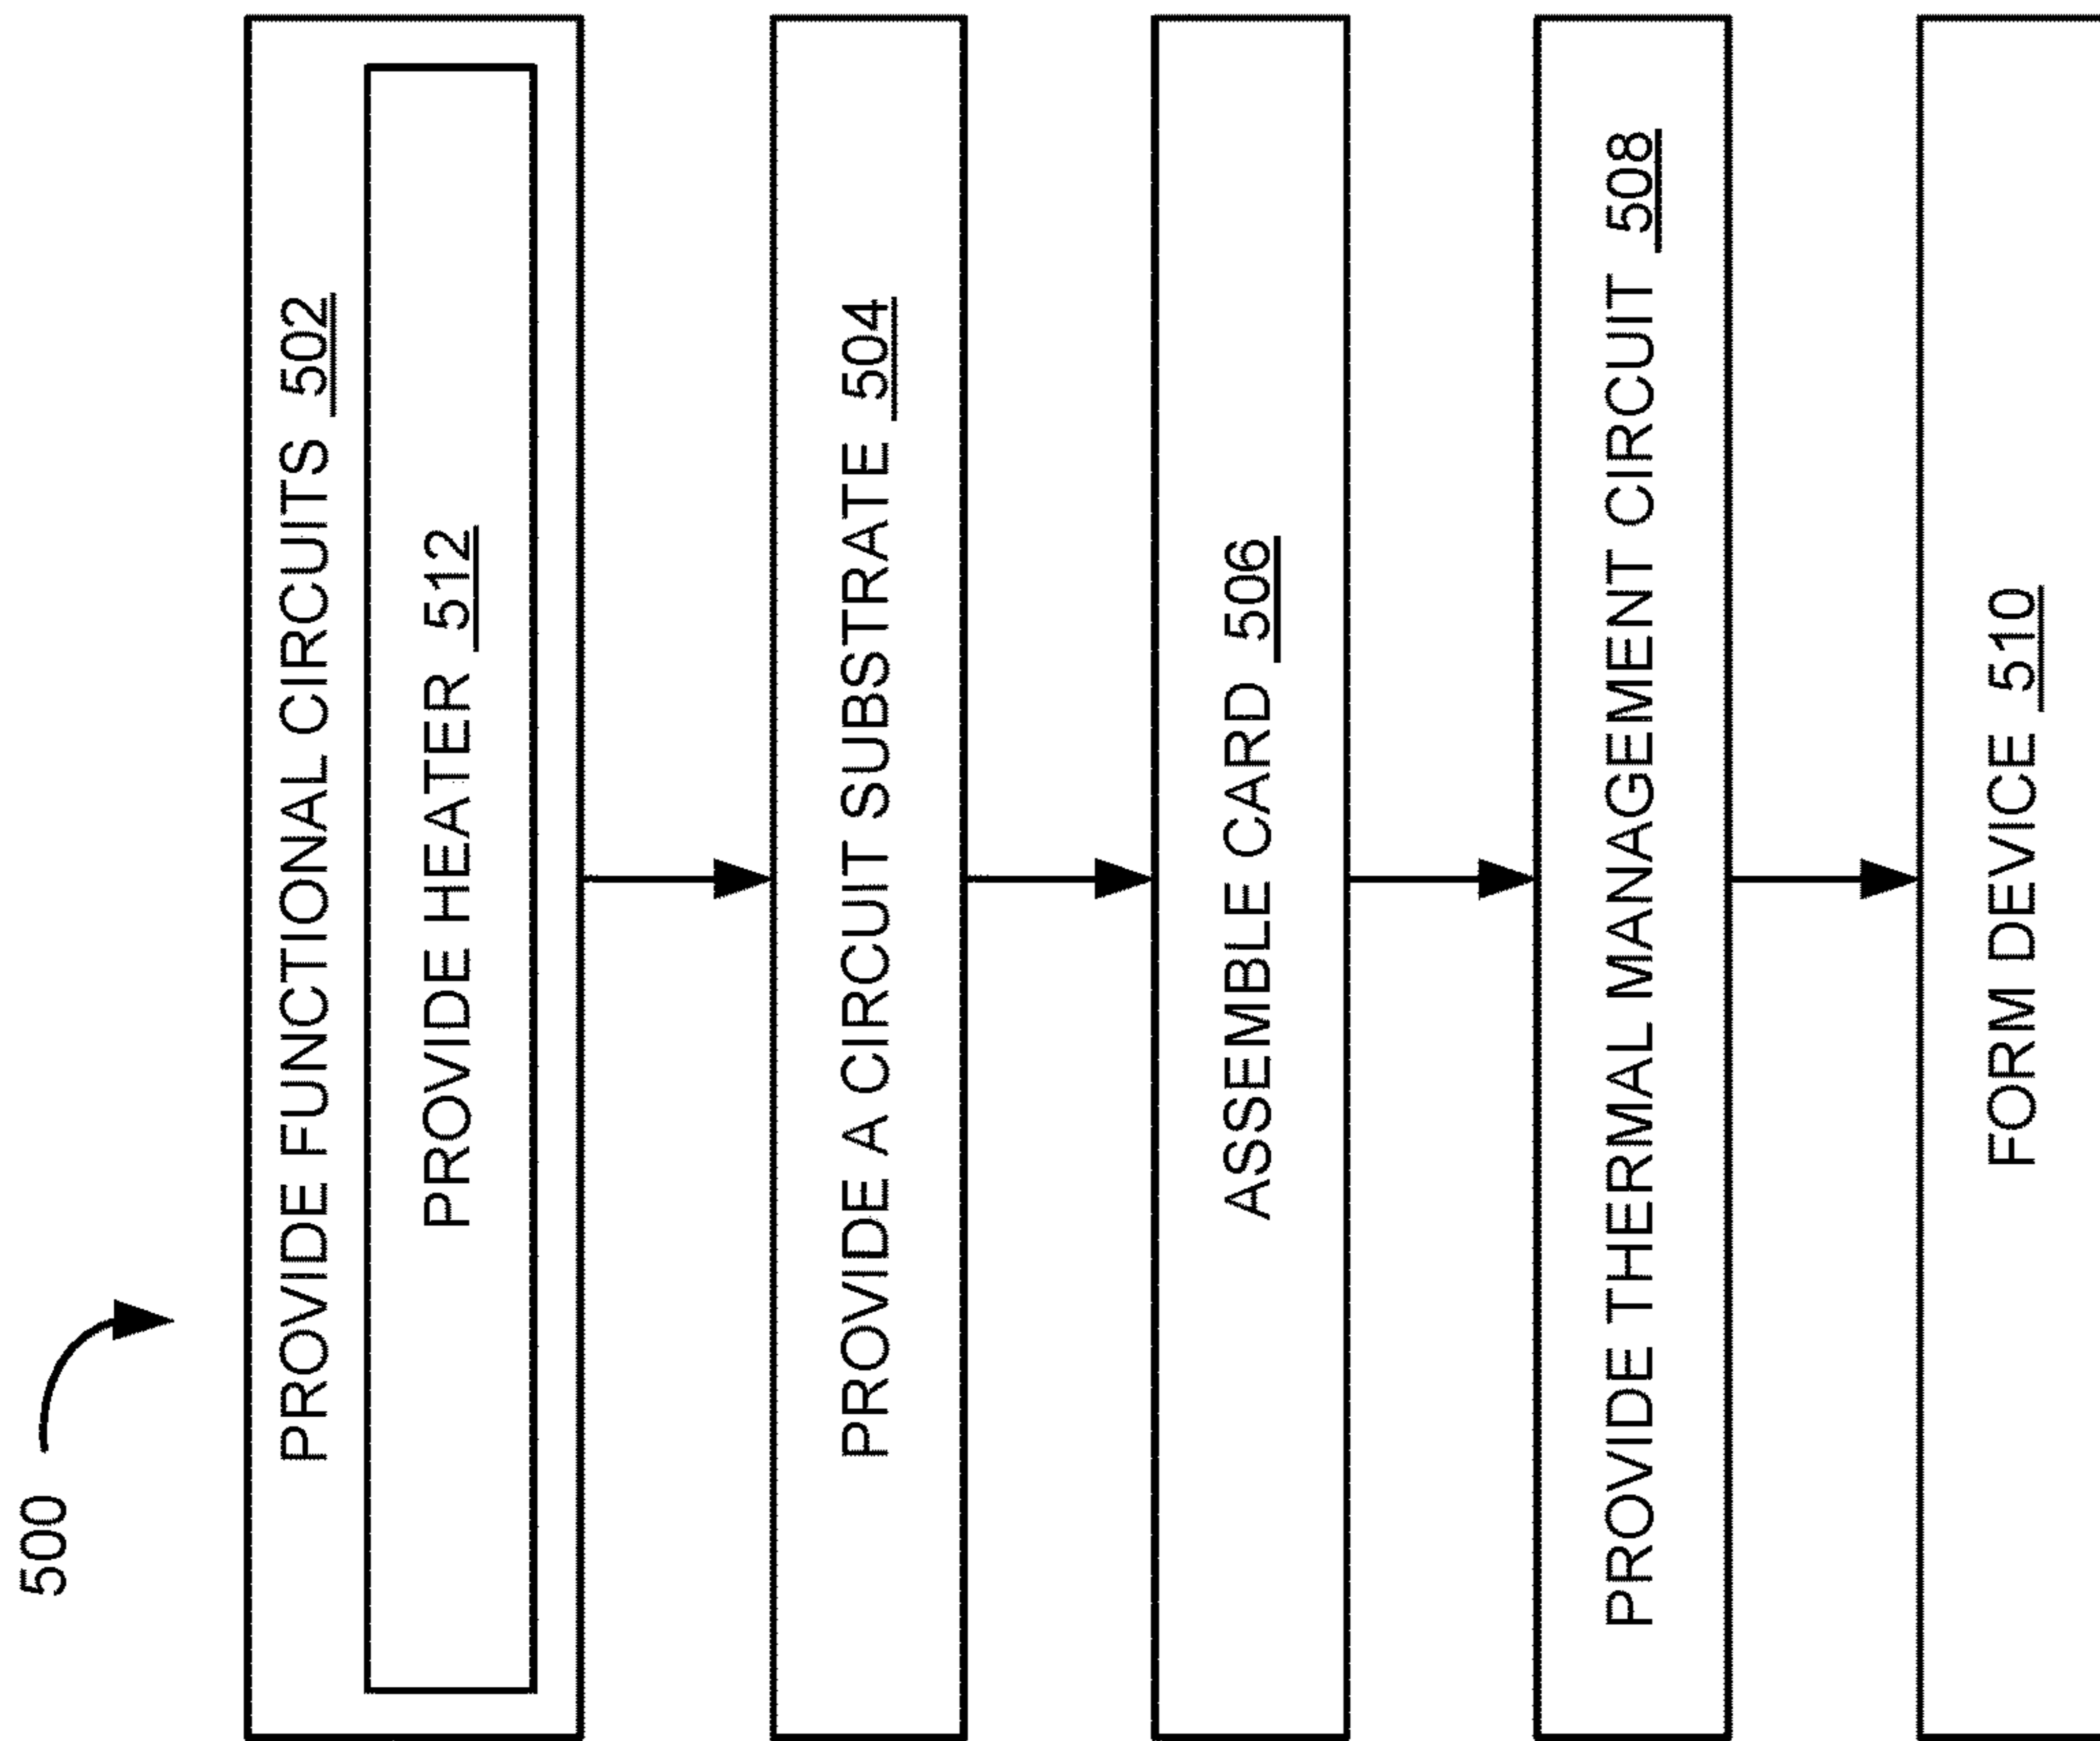 500
PROVIDE FUNCTIONAL CIRCUITS 502
PROVIDE HEATER 512
PROVIDE A CIRCUIT SUBSTRATE 504
ASSEMBLE CARD 506
PROVIDE THERMAL MANAGEMENT CIRCUIT 508
FORM DEVICE 510